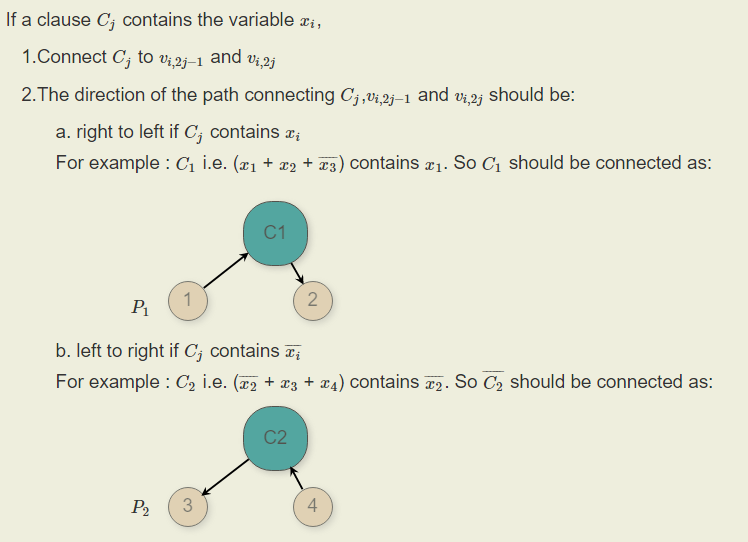 If a clause $C_j$ contains the variable $x_i$,
1.Connect $C_j$ to $v_{i,2j-1}$ and $v_{i,2j}$
2.The direction of the path connecting $C_j$,$v_{i,2j-1}$ and $v_{i,2j}$ should be:
a. right to left if $C_j$ contains $x_i$
For example : $C_1$ i.e. $(x_1 + x_2 + \overline{x_3})$ contains $x_1$. So $C_1$ should be connected as:
C1
$P_1$ 1 2
b. left to right if $C_j$ contains $\overline{x_i}$
For example : $C_2$ i.e. $(\overline{x_2} + x_3 + x_4)$ contains $\overline{x_2}$. So $\overline{C_2}$ should be connected as:
C2
$P_2$ 3 4